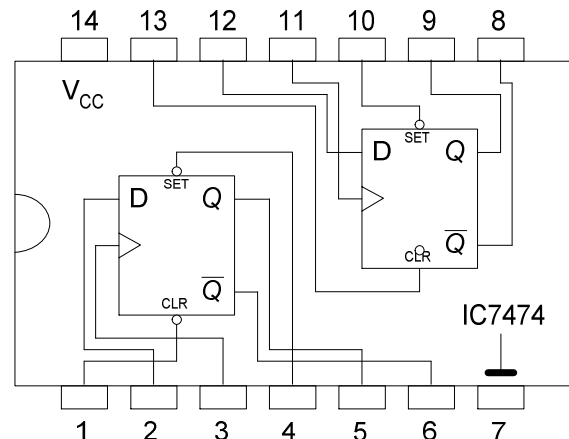 14 13 12 11 10 9 8
V_CC
SET
D Q
CLR Q̅
SET
D Q
Q̅
CLR
IC7474
1 2 3 4 5 6 7